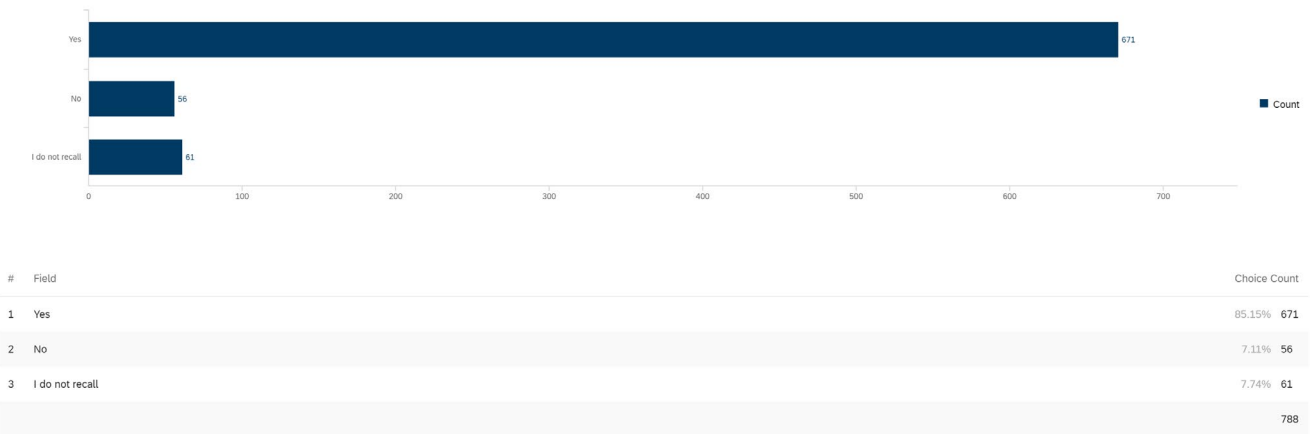 Yes 671
No 56
Count
I do not recall 61
0 100 200 300 400 500 600 700
# Field Choice Count
1 Yes 85.15% 671
2 No 7.11% 56
3 I do not recall 7.74% 61
788